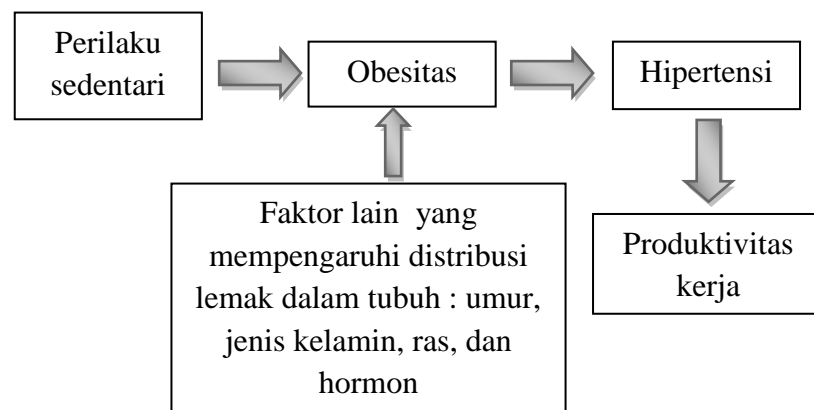 Perilaku
sedentari
Obesitas
Hipertensi
Faktor lain yang
mempengaruhi distribusi
lemak dalam tubuh : umur,
jenis kelamin, ras, dan
hormon
Produktivitas
kerja